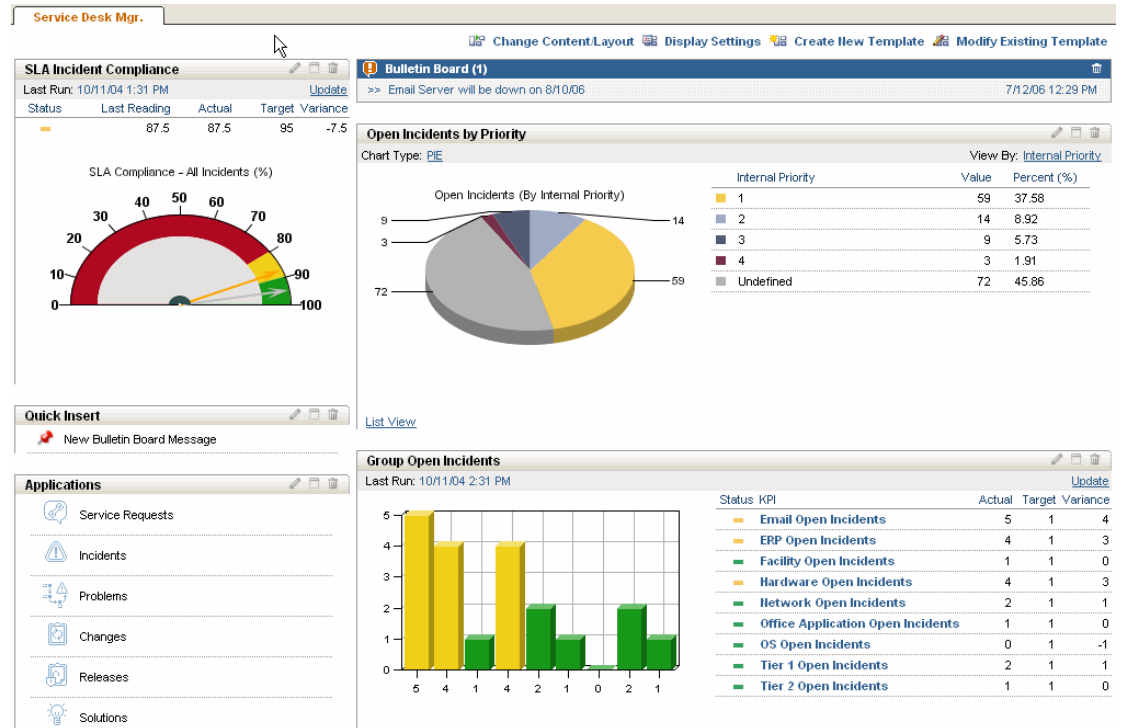 Service Desk Mgr.
Change Content/Layout Display Settings Create New Template Modify Existing Template
SLA Incident Compliance
Last Run: 10/11/04 1:31 PM Update
Status Last Reading Actual Target Variance
87.5 87.5 95 -7.5
SLA Compliance - All Incidents (%)
0 10 20 30 40 50 60 70 80 90 100
Quick Insert
New Bulletin Board Message
Applications
Service Requests
Incidents
Problems
Changes
Releases
Solutions
Bulletin Board (1)
>> Email Server will be down on 8/10/06 7/12/06 12:29 PM
Open Incidents by Priority
Chart Type: PIE View By: Internal Priority
Open Incidents (By Internal Priority)
9 14
3
59
72
Internal Priority Value Percent (%)
1 59 37.58
2 14 8.92
3 9 5.73
4 3 1.91
Undefined 72 45.86
List View
Group Open Incidents
Last Run: 10/11/04 2:31 PM Update
5
4
3
2
1
0
5 4 1 4 2 1 0 2 1
Status KPI Actual Target Variance
Email Open Incidents 5 1 4
ERP Open Incidents 4 1 3
Facility Open Incidents 1 1 0
Hardware Open Incidents 4 1 3
Network Open Incidents 2 1 1
Office Application Open Incidents 1 1 0
OS Open Incidents 0 1 -1
Tier 1 Open Incidents 2 1 1
Tier 2 Open Incidents 1 1 0